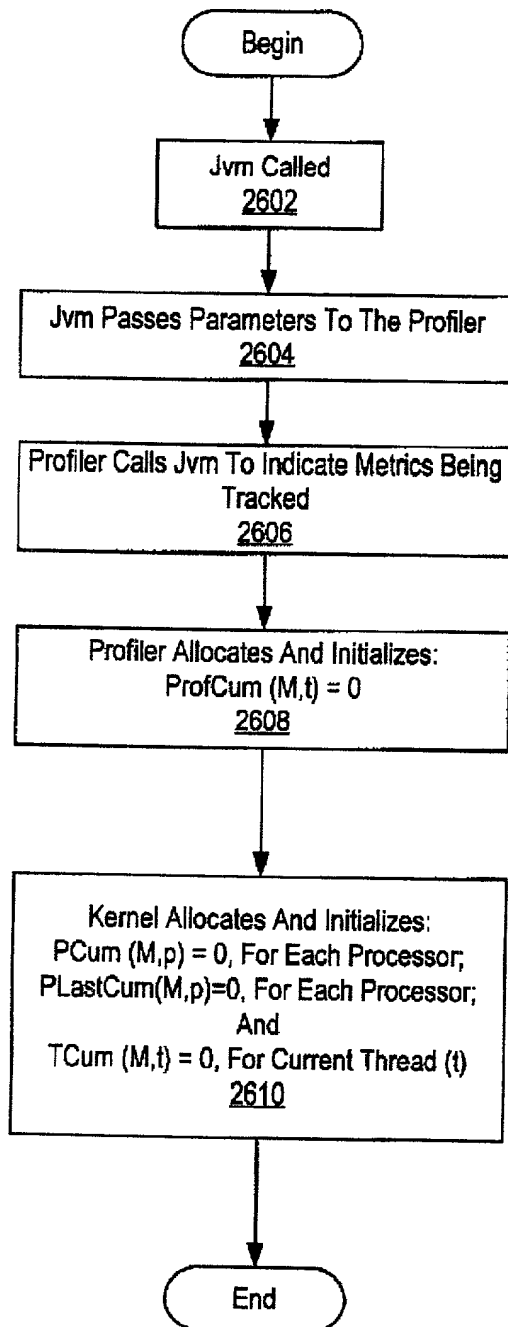 Begin
Jvm Called
2602
Jvm Passes Parameters To The Profiler
2604
Profiler Calls Jvm To Indicate Metrics Being
Tracked
2606
Profiler Allocates And Initializes:
ProfCum (M,t) = 0
2608
Kernel Allocates And Initializes:
PCum (M,p) = 0, For Each Processor;
PLastCum(M,p)=0, For Each Processor;
And
TCum (M,t) = 0, For Current Thread (t)
2610
End